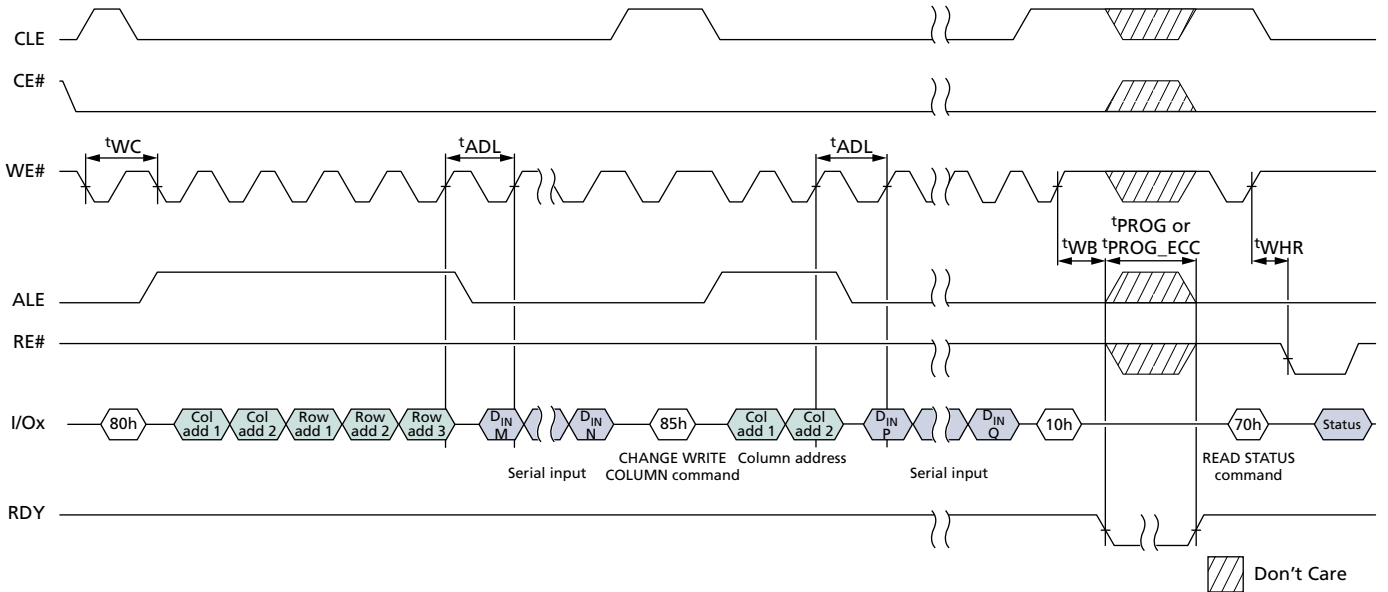 CLE
CE#
tWC
tADL
tADL
WE#
tPROG or
tWB
tPROG_ECC
tWHR
ALE
RE#
I/Ox
80h
Col add 1
Col add 2
Row add 1
Row add 2
Row add 3
DIN M
DIN N
85h
Col add 1
Col add 2
DIN P
DIN Q
10h
70h
Status
Serial input
CHANGE WRITE
COLUMN command
Column address
Serial input
READ STATUS
command
RDY
Don't Care